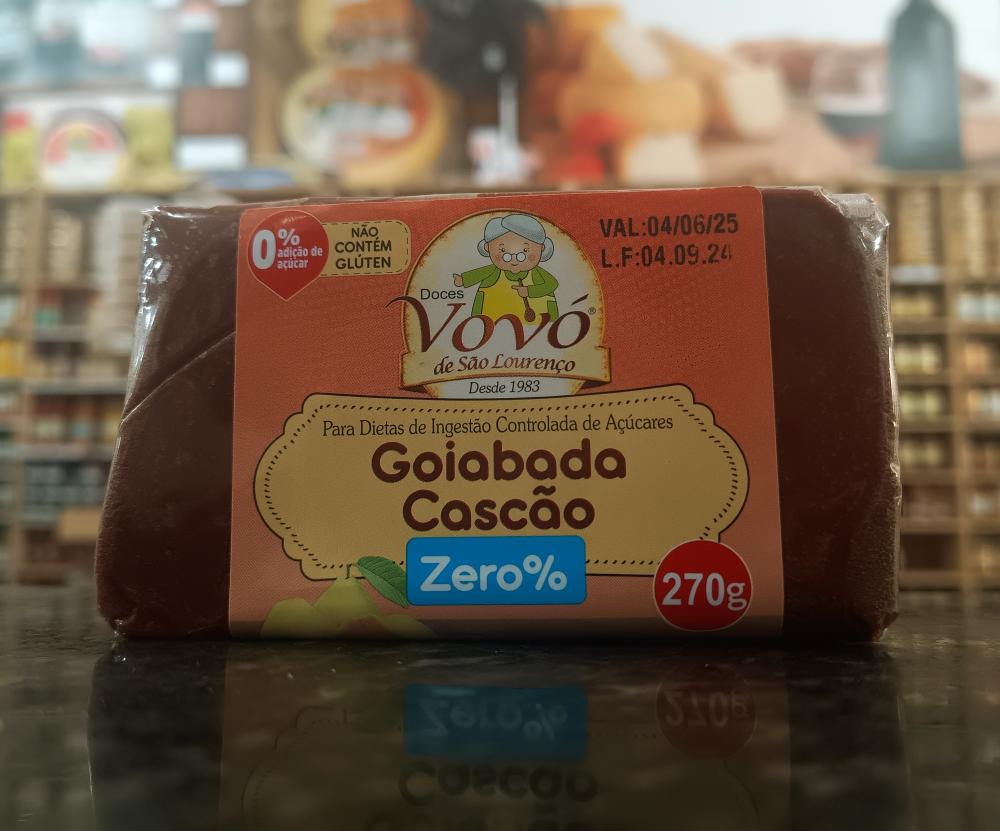 0%
adição de
açúcar
NÃO
CONTÉM
GLÚTEN
Doces
Vovó®
de São Lourenço
Desde 1983
VAL:04/06/25
L.F:04.09.24
Para Dietas de Ingestão Controlada de Açúcares
Goiabada
Cascão
Zero%
270g